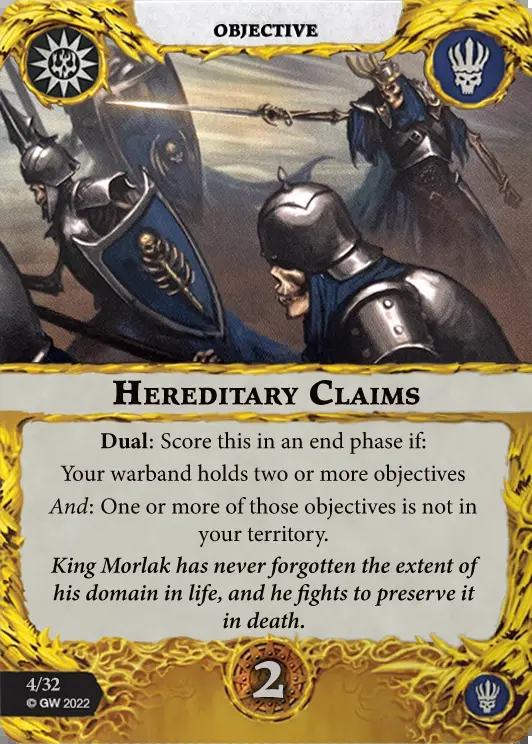 OBJECTIVE
HEREDITARY CLAIMS
Dual: Score this in an end phase if:
Your warband holds two or more objectives
And: One or more of those objectives is not in
your territory.
King Morlak has never forgotten the extent of
his domain in life, and he fights to preserve it
in death.
2
4/32
© GW 2022